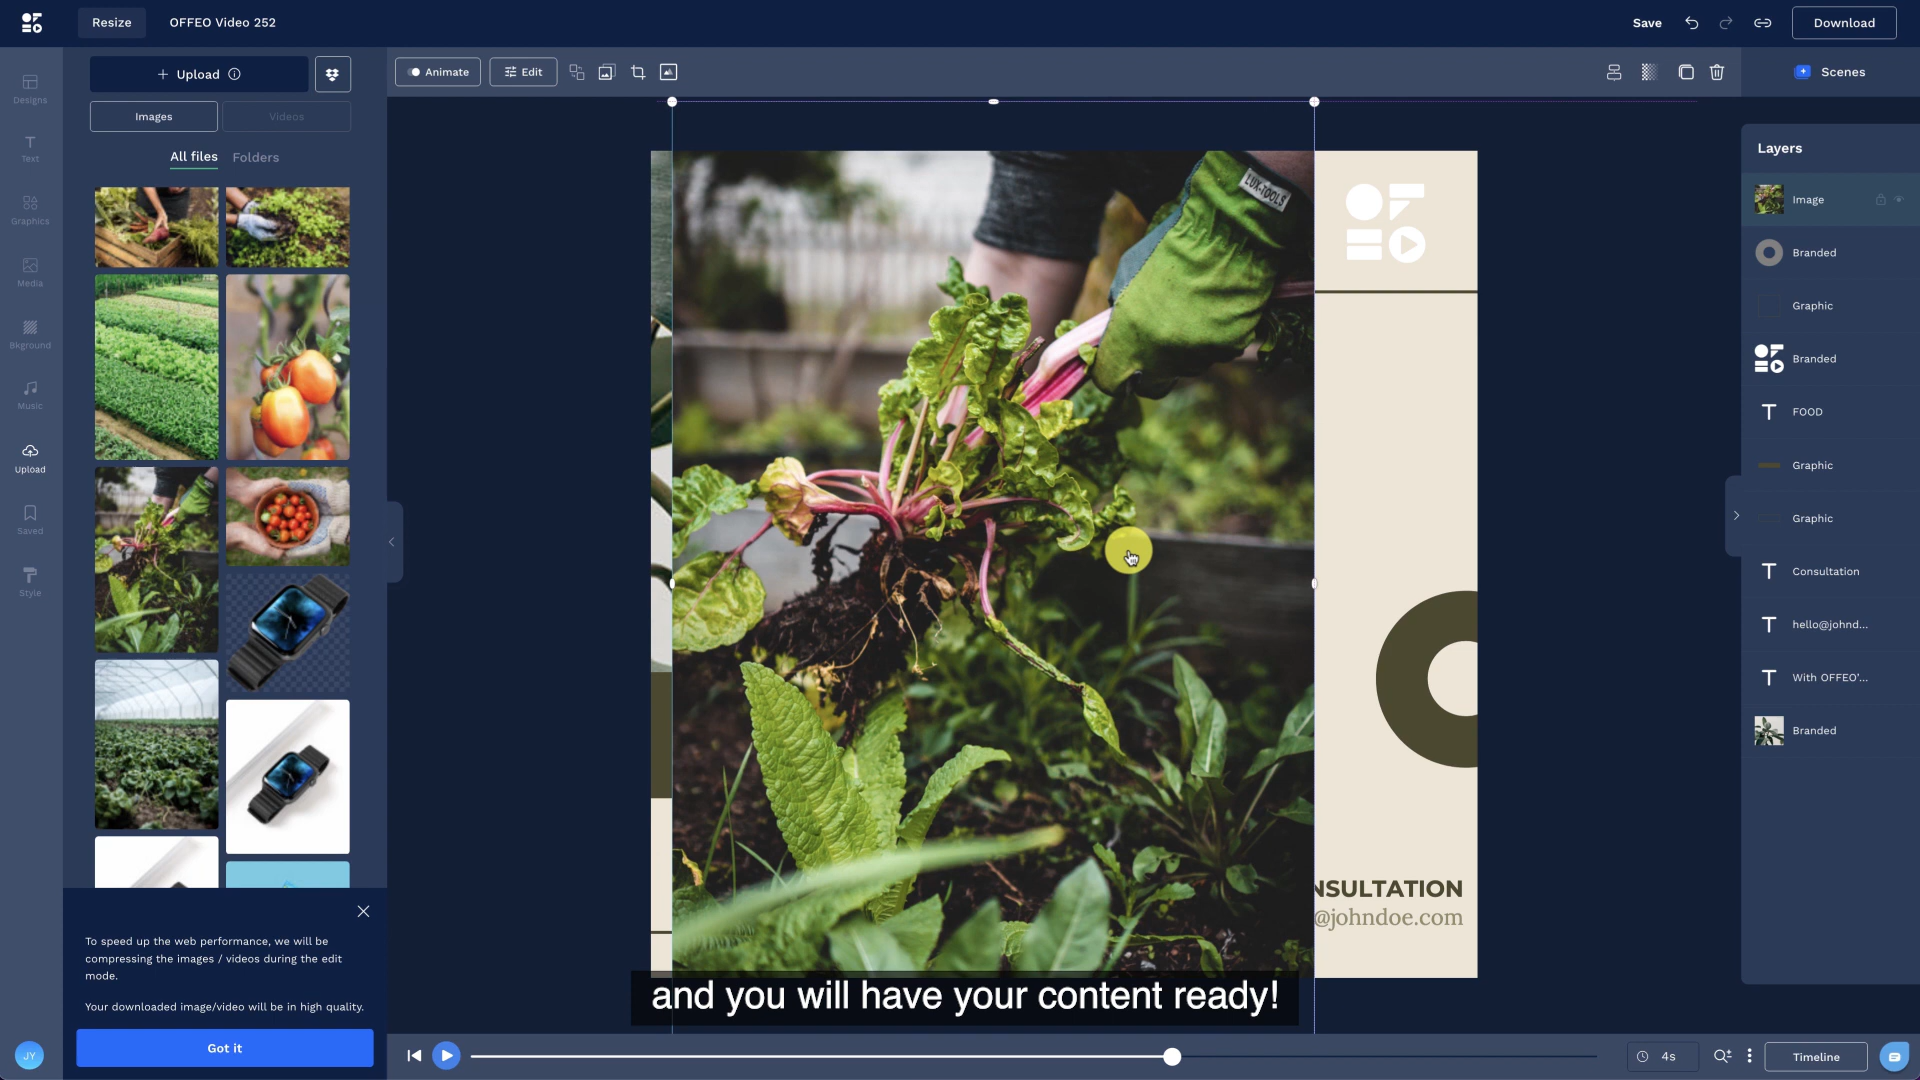 Resize
OFFEO Video 252
Save
Download
Upload
Animate
Edit
Scenes
Images
Videos
All files
Folders
Designs
Text
Graphics
Media
Bkground
Music
Upload
Saved
Style
LUX-TOOLS
NSULTATION
@johndoe.com
Layers
Image
Branded
Graphic
Branded
FOOD
Graphic
Graphic
Consultation
hello@johnd...
With OFFEO'...
Branded
To speed up the web performance, we will be
compressing the images / videos during the edit
mode.
Your downloaded image/video will be in high quality.
Got it
JY
and you will have your content ready!
4s
Timeline